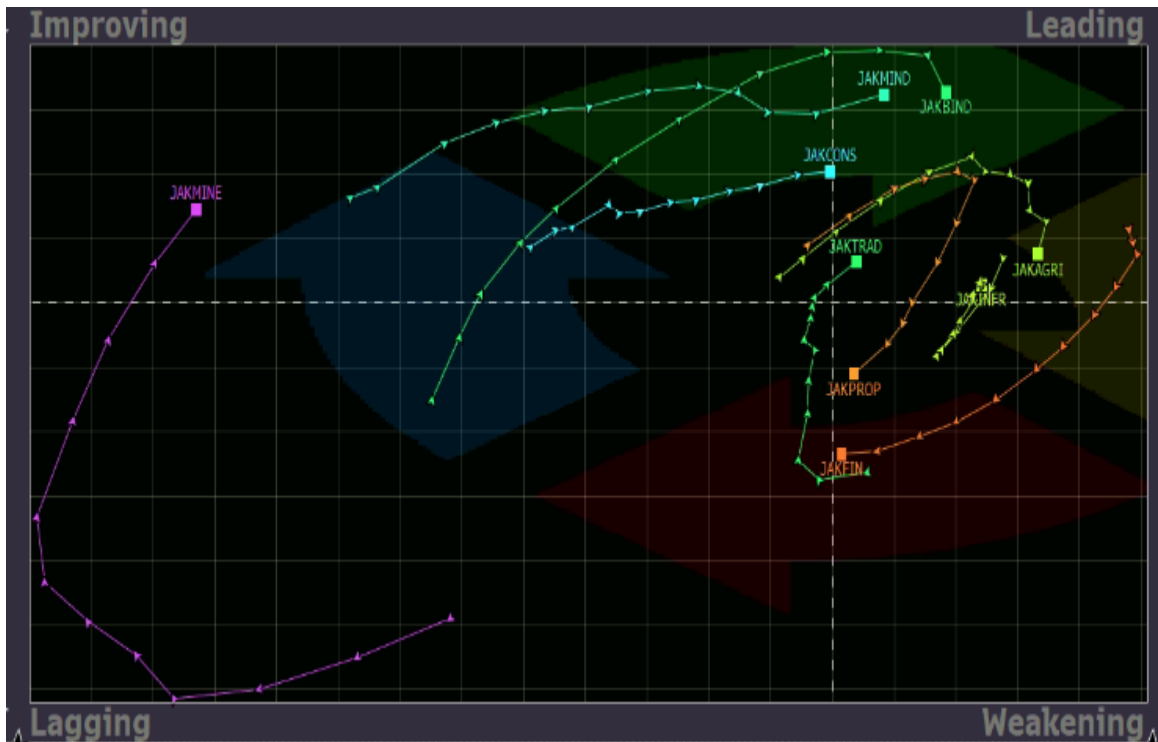 Improving
Leading
JAKMIND
JAKBIND
JAKCONS
JAKMINE
JAKTRAD
JAKAGRI
JAKPROP
JAKFIN
Lagging
Weakening